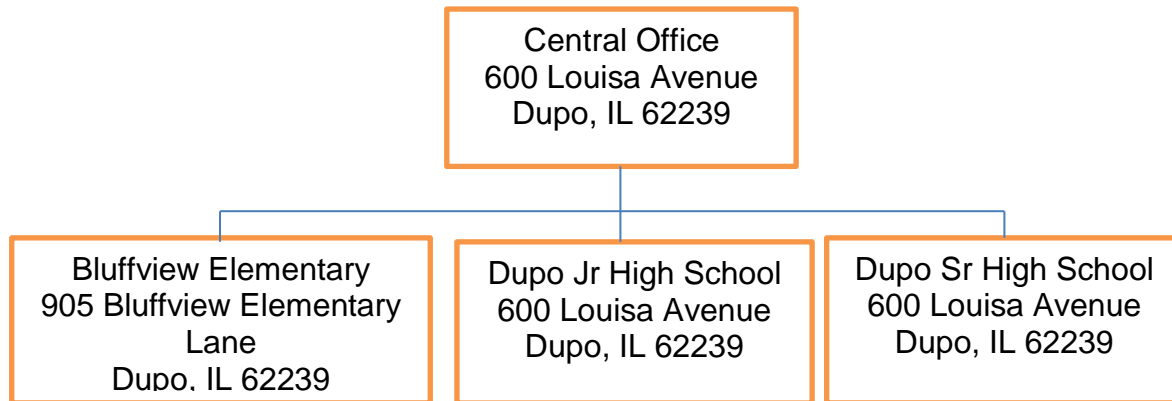 Central Office
600 Louisa Avenue
Dupo, IL 62239
Bluffview Elementary
905 Bluffview Elementary
Lane
Dupo, IL 62239
Dupo Jr High School
600 Louisa Avenue
Dupo, IL 62239
Dupo Sr High School
600 Louisa Avenue
Dupo, IL 62239